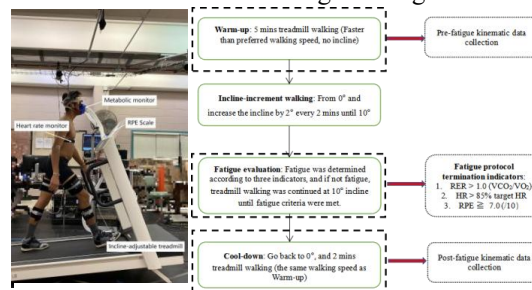 Metabolic monitor
Heart rate monitor
RPE Scale
Incline-adjustable treadmill
Warm-up: 5 mins treadmill walking (Faster
than preferred walking speed, no incline)
Pre-fatigue kinematic data
collection
Incline-increment walking: From 0° and
increase the incline by 2° every 2 mins until 10°
Fatigue evaluation: Fatigue was determined
according to three indicators, and if not fatigue,
treadmill walking was continued at 10° incline
until fatigue criteria were met.
Fatigue protocol
termination indicators:
1. RER > 1.0 (VCO₂/VO₂)
2. HR > 85% target HR
3. RPE ≧ 7.0 (/10)
Cool-down: Go back to 0°, and 2 mins
treadmill walking (the same walking speed as
Warm-up)
Post-fatigue kinematic data
collection